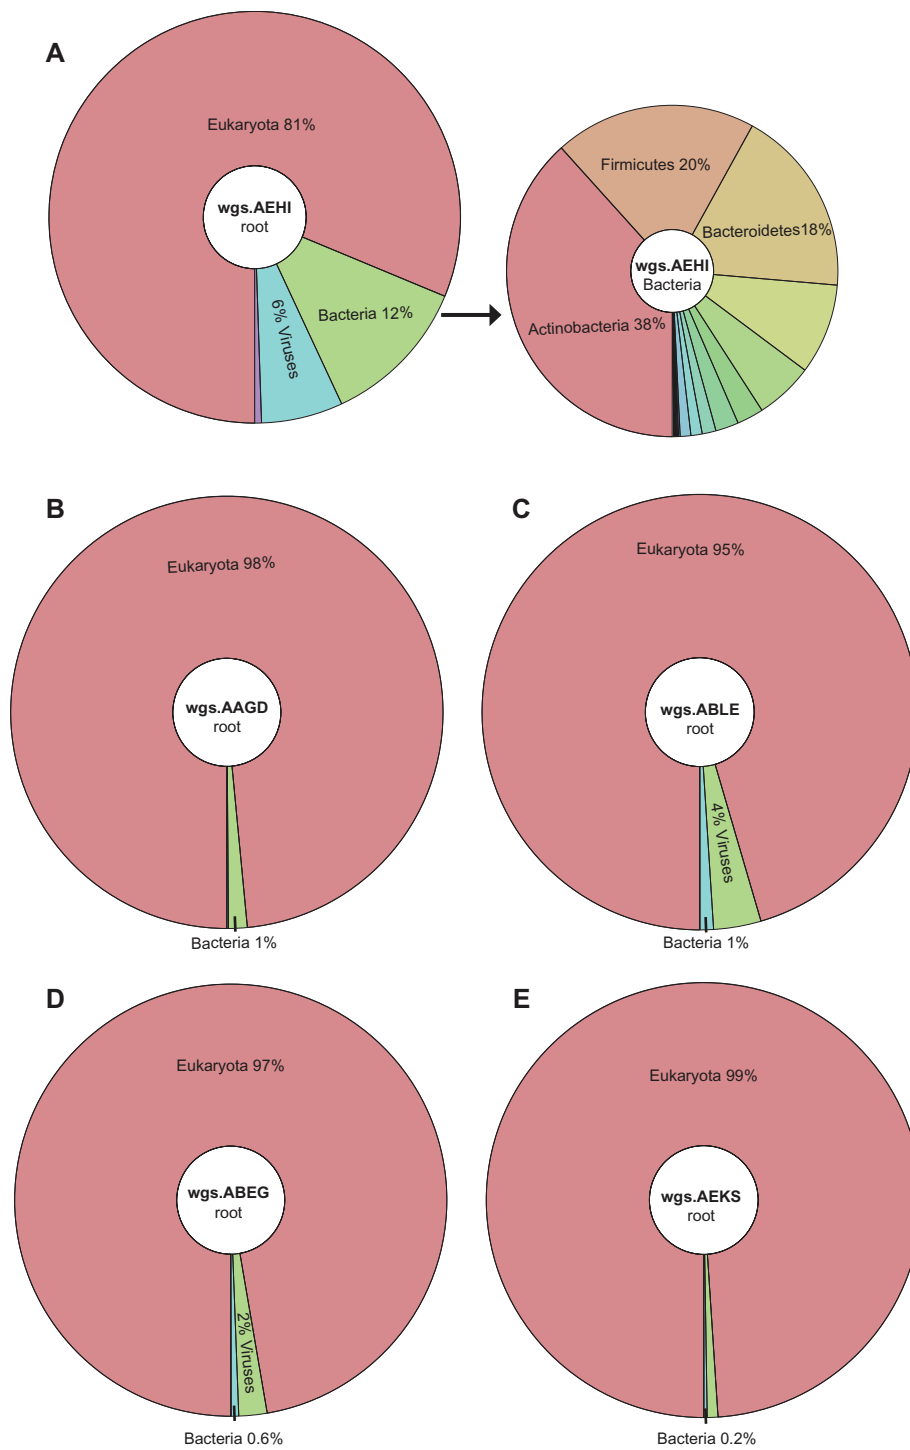 A
Eukaryota 81%
wgs.AEHI
root
6% Viruses
Bacteria 12%
Firmicutes 20%
Bacteroidetes18%
wgs.AEHI
Bacteria
Actinobacteria 38%
B
Eukaryota 98%
wgs.AAGD
root
Bacteria 1%
C
Eukaryota 95%
wgs.ABLE
root
4% Viruses
Bacteria 1%
D
Eukaryota 97%
wgs.ABEG
root
2% Viruses
Bacteria 0.6%
E
Eukaryota 99%
wgs.AEKS
root
Bacteria 0.2%